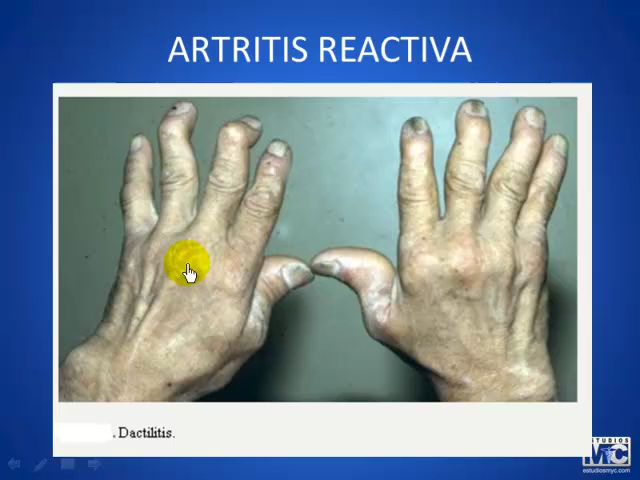 ARTRITIS REACTIVA
. Dactilitis.
ESTUDIOS
MyC
estudiosmyc.com